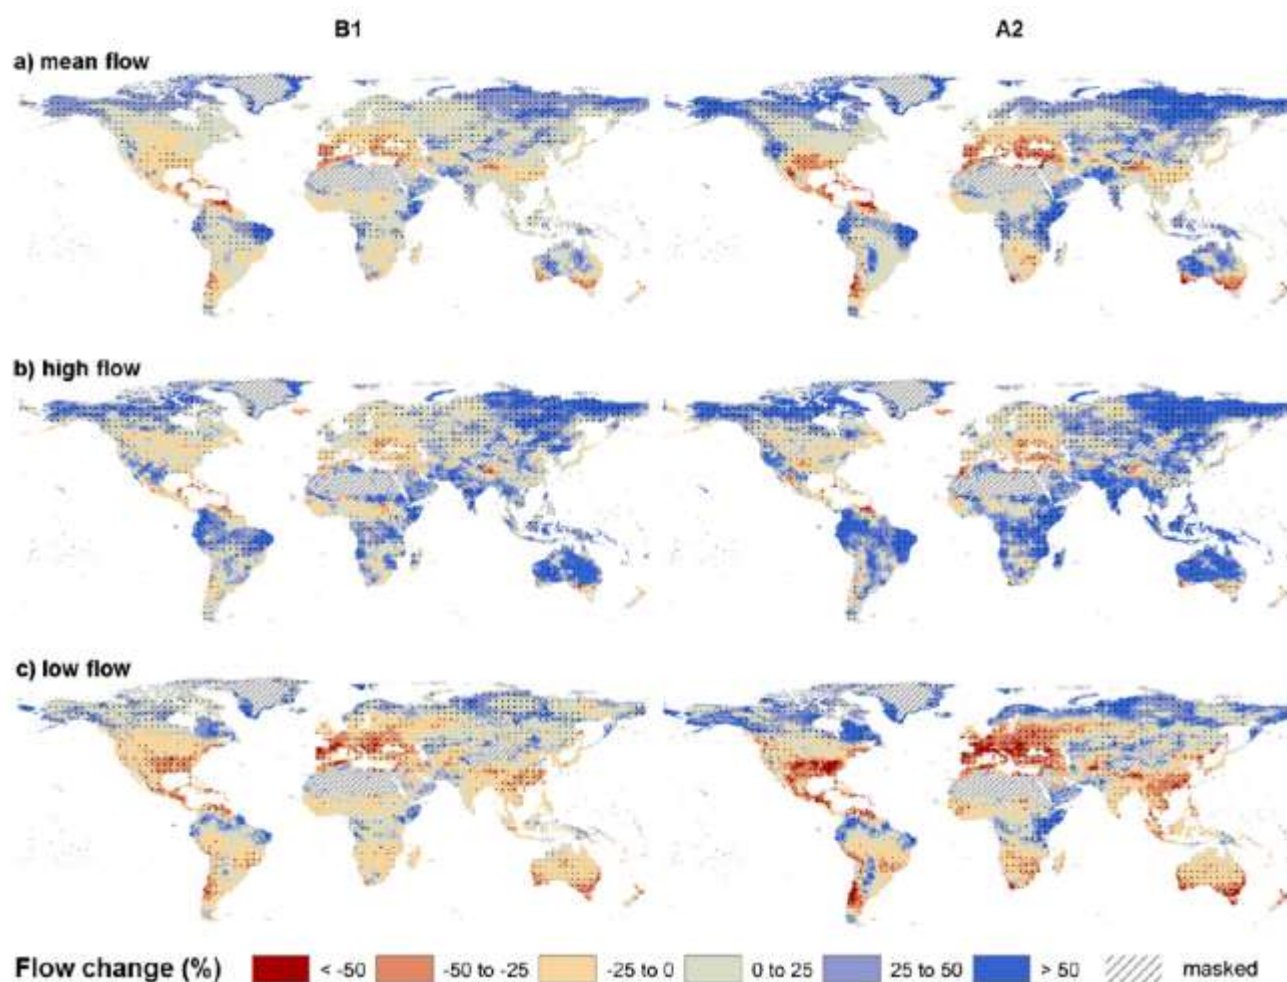 B1 A2
a) mean flow
b) high flow
c) low flow
Flow change (%) < -50 -50 to -25 -25 to 0 0 to 25 25 to 50 > 50 masked